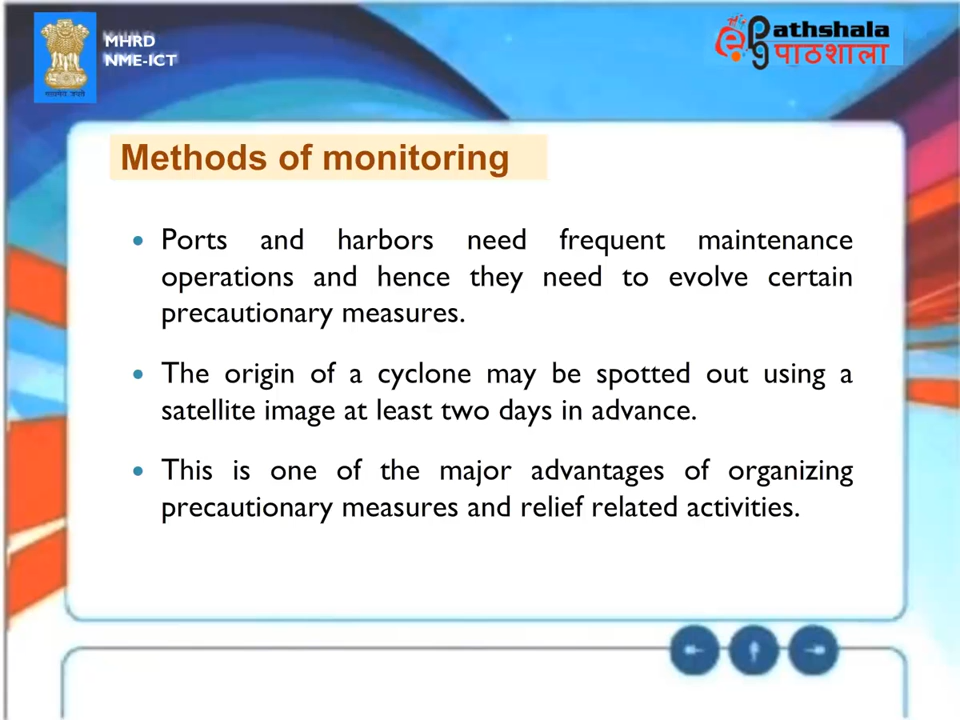 MHRD
NME-ICT
epg athshala
पाठशाला
Methods of monitoring
Ports and harbors need frequent maintenance
operations and hence they need to evolve certain
precautionary measures.
The origin of a cyclone may be spotted out using a
satellite image at least two days in advance.
This is one of the major advantages of organizing
precautionary measures and relief related activities.